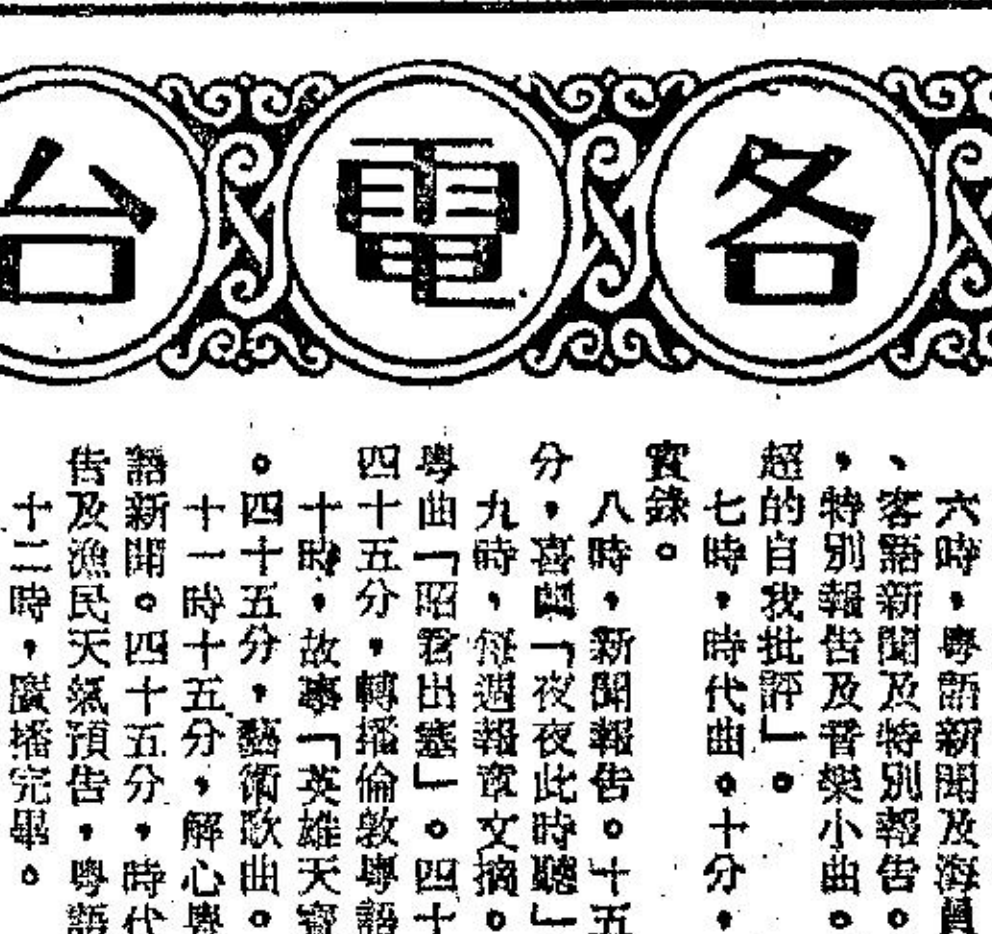 各電台
六時,粵語新聞及海員
、客語新聞及特別報告。
,特別報告及音樂小曲。
超的自我批評」。
七時,時代曲。十分,
實錄。
八時,新聞報告。十五
分,喜劇「夜夜此時聽」
九時,每週報章文摘。
粵曲「昭君出塞」。四十
四十五分,轉播倫敦粵語
十時,故事「英雄天寶
。四十五分,藝術歌曲。
十一時十五分,解心粵
語新聞。四十五分,時代
告及漁民天氣預告,粵語
十二時,廣播完畢。